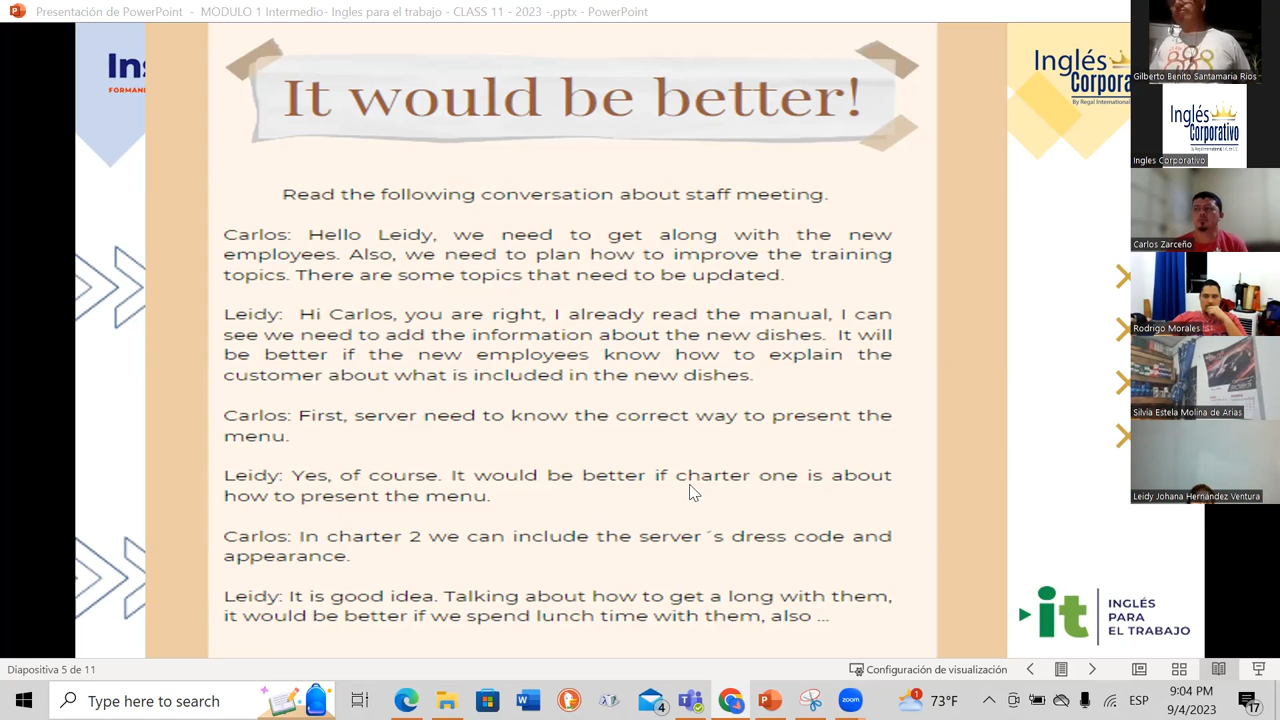 Presentación de PowerPoint - MODULO 1 Intermedio- Ingles para el trabajo - CLASS 11 - 2023 -.pptx - PowerPoint
Ins
FORMAND
It would be better!
Read the following conversation about staff meeting.
Carlos: Hello Leidy, we need to get along with the new
employees. Also, we need to plan how to improve the training
topics. There are some topics that need to be updated.
Leidy: Hi Carlos, you are right, I already read the manual, I can
see we need to add the information about the new dishes. It will
be better if the new employees know how to explain the
customer about what is included in the new dishes.
Carlos: First, server need to know the correct way to present the
menu.
Leidy: Yes, of course. It would be better if charter one is about
how to present the menu.
Carlos: In charter 2 we can include the server´s dress code and
appearance.
Leidy: It is good idea. Talking about how to get a long with them,
it would be better if we spend lunch time with them, also ...
Inglés
Corporativ
By Regal International
it
INGLÉS
PARA
EL TRABAJO
Gilberto Benito Santamaria Rios
Inglés
Corporativo
Ingles Corporativo
Carlos Zarceño
Rodrigo Morales
Silvia Estela Molina de Arias
Leidy Johana Hernández Ventura
Diapositiva 5 de 11
Configuración de visualización
Type here to search
4
1
73°F
ESP
9:04 PM
9/4/2023
17